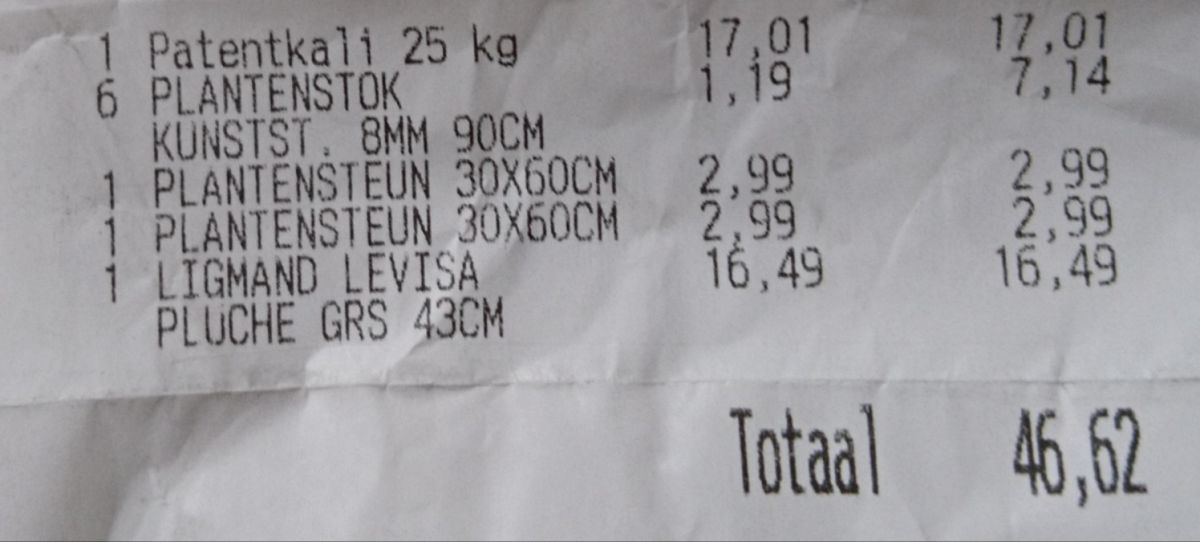 1 Patentkali 25 kg 17,01 17,01
6 PLANTENSTOK 1,19 7,14
KUNSTST. 8MM 90CM
1 PLANTENSTEUN 30X60CM 2,99 2,99
1 PLANTENSTEUN 30X60CM 2,99 2,99
1 LIGMAND LEVISA 16,49 16,49
PLUCHE GRS 43CM
Totaal 46,62